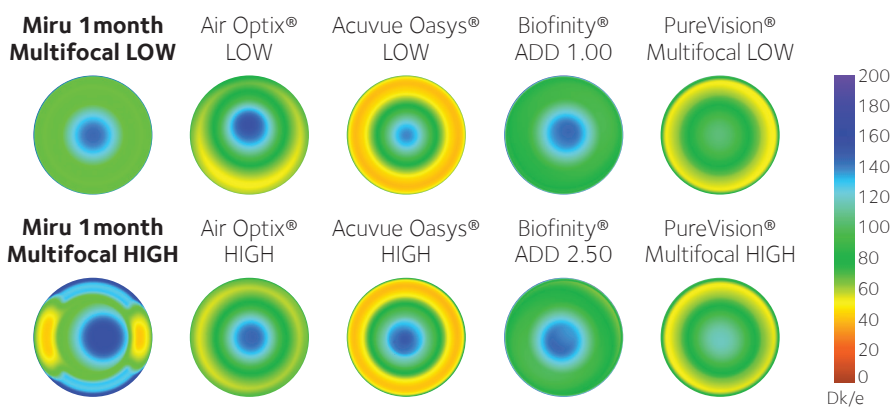 Miru 1month
Multifocal LOW
Air Optix®
LOW
Acuvue Oasys®
LOW
Biofinity®
ADD 1.00
PureVision®
Multifocal LOW
Miru 1month
Multifocal HIGH
Air Optix®
HIGH
Acuvue Oasys®
HIGH
Biofinity®
ADD 2.50
PureVision®
Multifocal HIGH
200
180
160
140
120
100
80
60
40
20
0
Dk/e